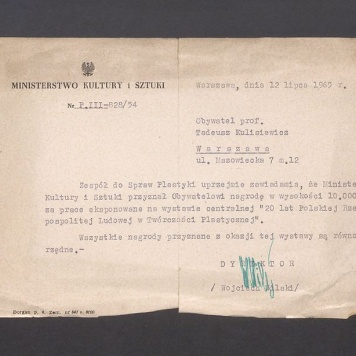 MINISTERSTWO KULTURY i SZTUKI
Nr P.III-828/54
Warszawa, dnia 12 lipca 1965 r.
Obywatel prof.
Tadeusz Kulisiewicz
Warszawa
ul. Mazowiecka 7 m.12
Zespół do Spraw Plastyki uprzejmie zawiadamia, że Ministe
Kultury i Sztuki przyznał Obywatelowi nagrodę w wysokości 10.000
za prace eksponowane na wystawie centralnej "20 lat Polskiej Rze
pospolitej Ludowej w Twórczości Plastycznej".
Wszystkie nagrody przyznane z okazji tej wystawy są równo
rzędne.-
DYREKTOR
/ Wojciech